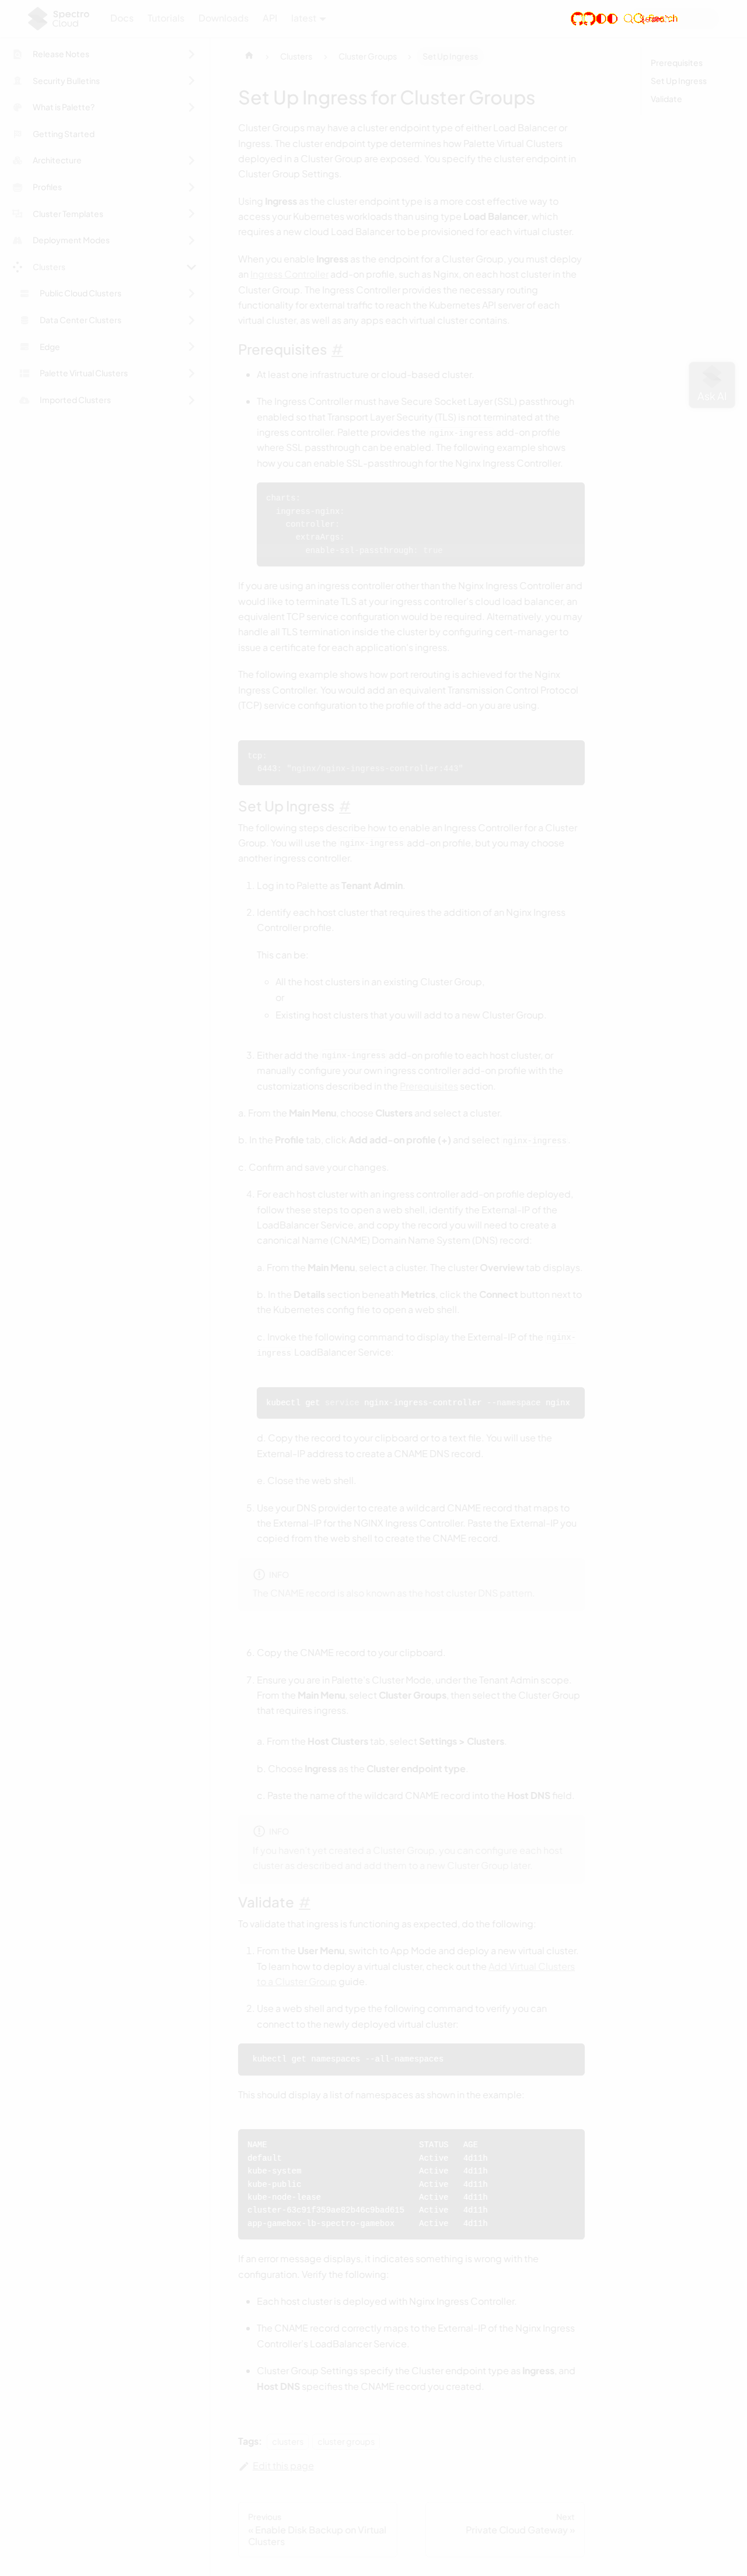 Spectro
Cloud
Docs
Tutorials
Downloads
API
latest
Search
Release Notes
Security Bulletins
What is Palette?
Getting Started
Architecture
Profiles
Cluster Templates
Deployment Modes
Clusters
Public Cloud Clusters
Data Center Clusters
Edge
Palette Virtual Clusters
Imported Clusters
Clusters
Cluster Groups
Set Up Ingress
Prerequisites
Set Up Ingress
Validate
Ask AI
Set Up Ingress for Cluster Groups
Cluster Groups may have a cluster endpoint type of either Load Balancer or
Ingress. The cluster endpoint type determines how Palette Virtual Clusters
deployed in a Cluster Group are exposed. You specify the cluster endpoint in
Cluster Group Settings.
Using Ingress as the cluster endpoint type is a more cost effective way to
access your Kubernetes workloads than using type Load Balancer, which
requires a new cloud Load Balancer to be provisioned for each virtual cluster.
When you enable Ingress as the endpoint for a Cluster Group, you must deploy
an Ingress Controller add-on profile, such as Nginx, on each host cluster in the
Cluster Group. The Ingress Controller provides the necessary routing
functionality for external traffic to reach the Kubernetes API server of each
virtual cluster, as well as any apps each virtual cluster contains.
Prerequisites #
• At least one infrastructure or cloud-based cluster.
• The Ingress Controller must have Secure Socket Layer (SSL) passthrough
enabled so that Transport Layer Security (TLS) is not terminated at the
ingress controller. Palette provides the nginx-ingress add-on profile
where SSL passthrough can be enabled. The following example shows
how you can enable SSL-passthrough for the Nginx Ingress Controller.
charts:
ingress-nginx:
controller:
extraArgs:
enable-ssl-passthrough: true
If you are using an ingress controller other than the Nginx Ingress Controller and
would like to terminate TLS at your ingress controller's cloud load balancer, an
equivalent TCP service configuration would be required. Alternatively, you may
handle all TLS termination inside the cluster by configuring cert-manager to
issue a certificate for each application's ingress.
The following example shows how port rerouting is achieved for the Nginx
Ingress Controller. You would add an equivalent Transmission Control Protocol
(TCP) service configuration to the profile of the add-on you are using.
tcp:
8443: "nginx/nginx-ingress-controller:443"
Set Up Ingress #
The following steps describe how to enable an Ingress Controller for a Cluster
Group. You will use the nginx-ingress add-on profile, but you may choose
another ingress controller.
1. Log in to Palette as Tenant Admin.
2. Identify each host cluster that requires the addition of an Nginx Ingress
Controller profile.
This can be:
All the host clusters in an existing Cluster Group,
or
Existing host clusters that you will add to a new Cluster Group
3. Either add the nginx-ingress add-on profile to each host cluster, or
manually configure your own ingress controller add-on profile with the
customizations described in the Prerequisites section.
a. From the Main Menu, choose Clusters and select a cluster.
b. In the Profile tab, click Add add-on profile (+) and select nginx-ingress.
c. Confirm and save your changes.
4. For each host cluster with an ingress controller add-on profile deployed,
follow these steps to open a web shell, identify the External-IP of the
LoadBalancer Service, and copy the record you will need to create a
canonical Name (CNAME) Domain Name System (DNS) record:
a. From the Main Menu, select a cluster. The cluster Overview tab displays.
b. In the Details section beneath Metrics, click the Connect button next to
the Kubernetes config file to open a web shell.
c. Invoke the following command to display the External-IP of the nginx-
ingress LoadBalancer Service:
kubectl get service nginx-ingress-controller --namespace nginx
d. Copy the record to your clipboard or to a text file. You will use the
External-IP address to create a CNAME DNS record.
e. Close the web shell.
5. Use your DNS provider to create a wildcard CNAME record that maps to
the External-IP for the NGINX Ingress Controller. Paste the External-IP you
copied from the web shell to create the CNAME record.
INFO
The CNAME record is also known as the host cluster DNS pattern.
6. Copy the CNAME record to your clipboard.
7. Ensure you are in Palette's Cluster Mode, under the Tenant Admin scope.
From the Main Menu, select Cluster Groups, then select the Cluster Group
that requires ingress.
a. From the Host Clusters tab, select Settings > Clusters.
b. Choose Ingress as the Cluster endpoint type.
c. Paste the name of the wildcard CNAME record into the Host DNS field.
INFO
If you haven't yet created a Cluster Group, you can configure each host
cluster as described and add them to a new Cluster Group later.
Validate #
To validate that ingress is functioning as expected, do the following:
1. From the User Menu, switch to App Mode and deploy a new virtual cluster.
To learn how to deploy a virtual cluster, check out the Add Virtual Clusters
to a Cluster Group guide.
2. Use a web shell and type the following command to verify you can
connect to the newly deployed virtual cluster:
kubectl get namespaces --all-namespaces
This should display a list of namespaces as shown in the example:
NAME STATUS AGE
default Active 4d11h
kube-system Active 4d11h
kube-public Active 4d11h
kube-node-lease Active 4d11h
Active 4d11h
app-gamebox-lb-spectro-gamebox Active 4d11h
If an error message displays, it indicates something is wrong with the
configuration. Verify the following:
• Each host cluster is deployed with Nginx Ingress Controller.
• The CNAME record correctly maps to the External-IP of the Nginx Ingress
Controller's LoadBalancer Service.
• Cluster Group Settings specify the Cluster endpoint type as Ingress, and
Host DNS specifies the CNAME record you created.
Tags:
clusters
cluster groups
Edit this page
Previous
« Enable Disk Backup on Virtual
Clusters
Next
Private Cloud Gateway »